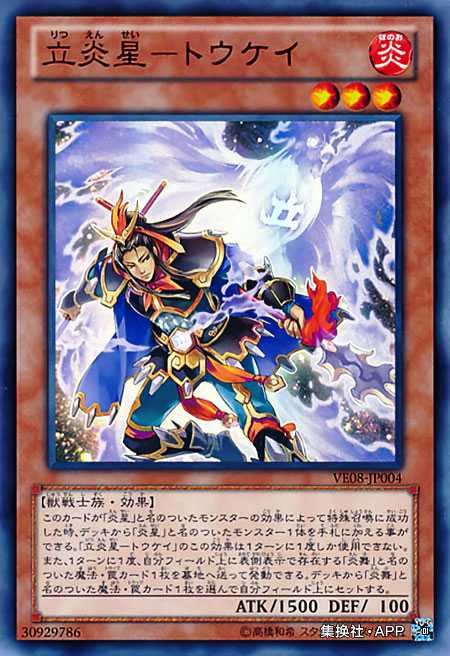 りつ えん せい
立炎星－トウケイ
ほのお
炎
立
VE08-JP004
【獣戦士族・効果】
このカードが「炎星」と名のついたモンスターの効果によって特殊召喚に成功
した時、デッキから「炎星」と名のついたモンスター1体を手札に加える事が
できる。「立炎星－トウケイ」のこの効果は1ターンに1度しか使用できない。
また、1ターンに1度、自分フィールド上に表側表示で存在する「炎舞」と名の
ついた魔法・罠カード1枚を墓地へ送って発動できる。デッキから「炎舞」と名
のついた魔法・罠カード1枚を選んで自分フィールド上にセットする。
ATK/1500 DEF/ 100
30929786
©高橋和希 スタ
集換社・APP